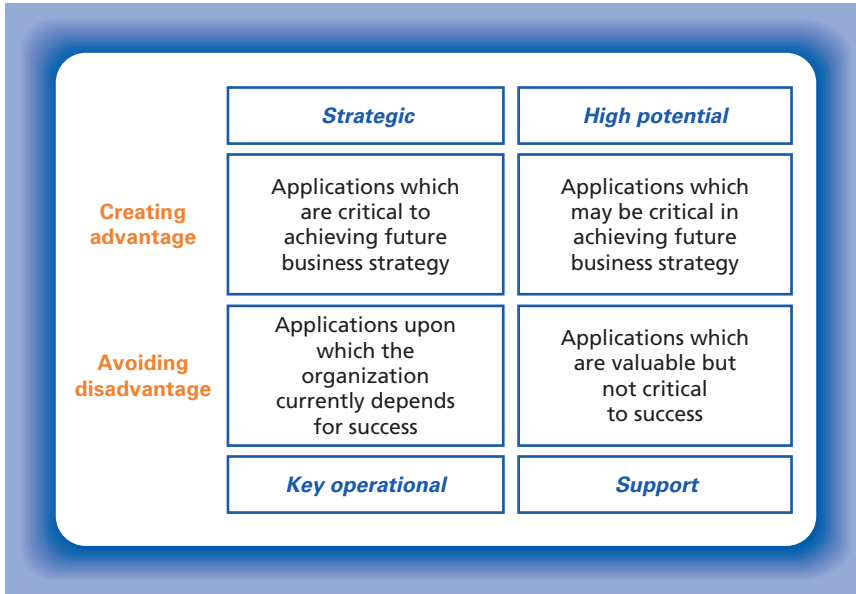 Strategic
High potential
Creating
advantage
Applications which
are critical to
achieving future
business strategy
Applications which
may be critical in
achieving future
business strategy
Avoiding
disadvantage
Applications upon
which the
organization
currently depends
for success
Applications which
are valuable but
not critical
to success
Key operational
Support